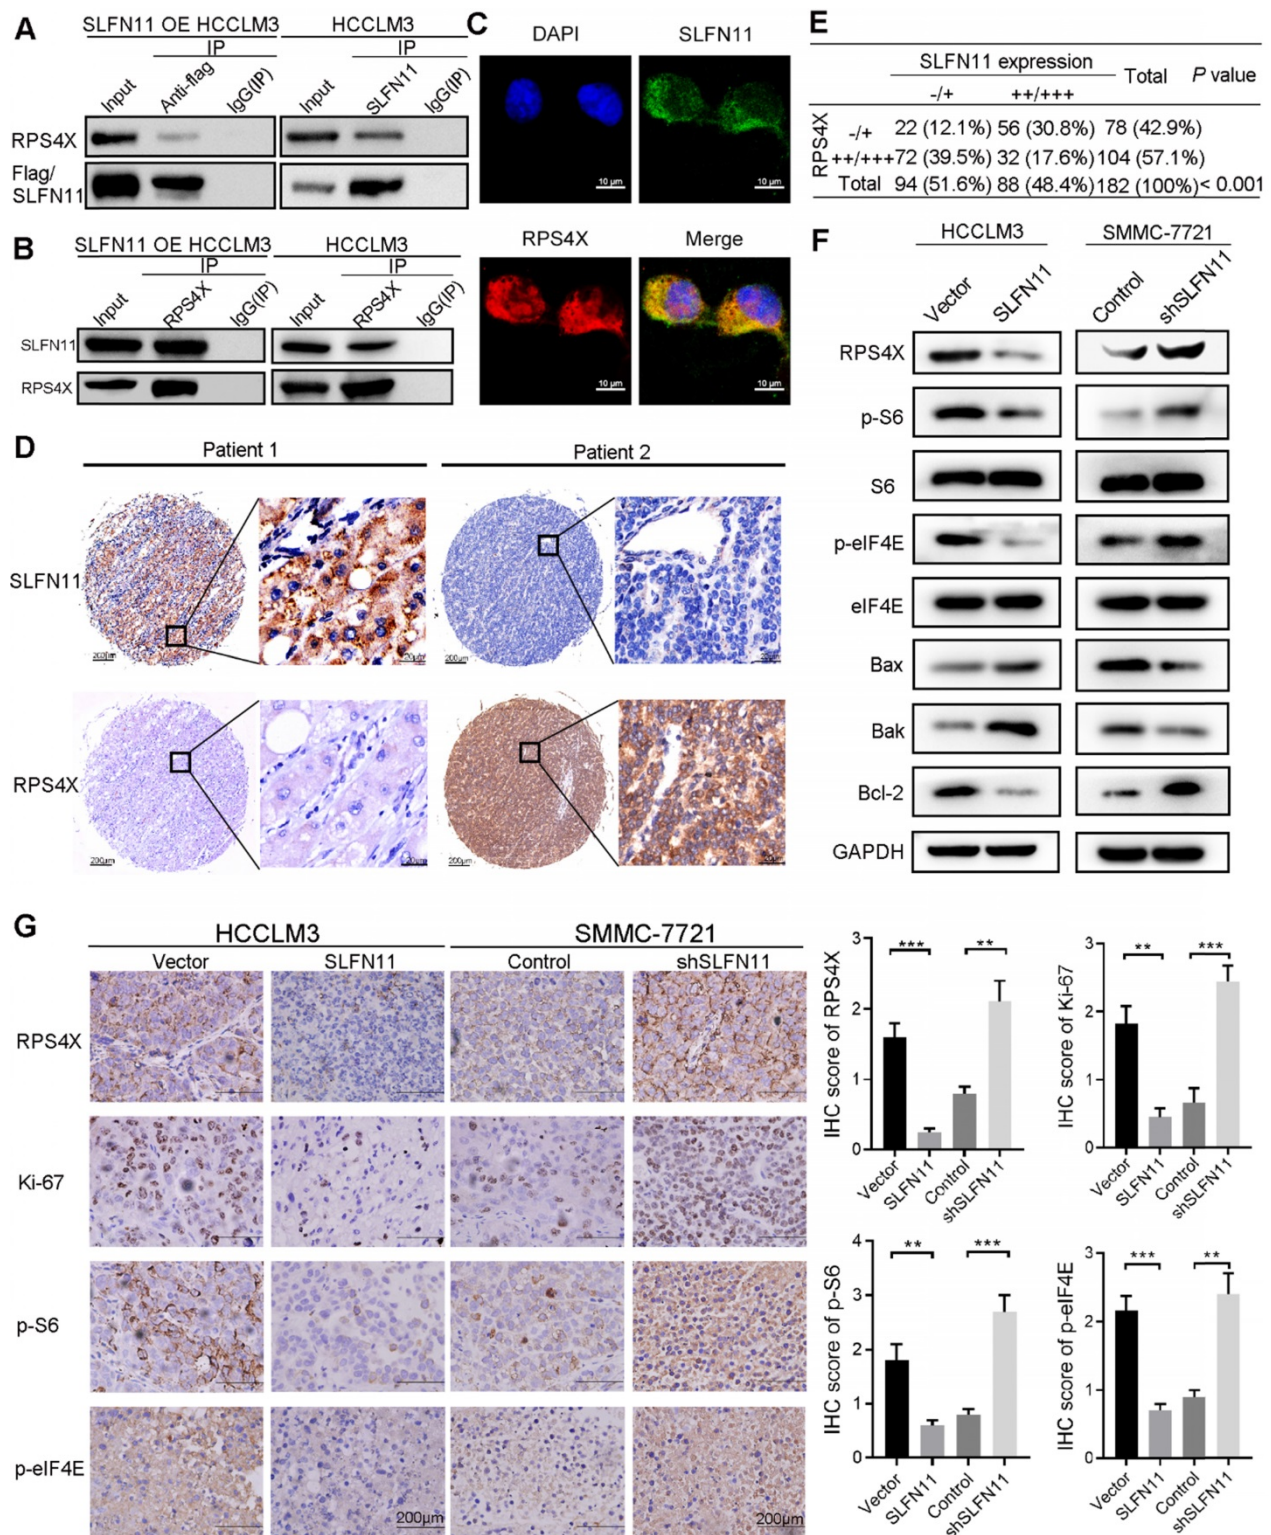 A
SLFN11 OE HCCLM3
HCCLM3
IP
IP
Input
Anti-flag
IgG(IP)
Input
SLFN11
IgG(IP)
RPS4X
Flag/
SLFN11
B
SLFN11 OE HCCLM3
HCCLM3
IP
IP
Input
RPS4X
IgG(IP)
Input
RPS4X
IgG(IP)
SLFN11
RPS4X
C
DAPI
SLFN11
10 μm
10 μm
RPS4X
Merge
10 μm
10 μm
D
Patient 1
Patient 2
SLFN11
200μm
20μm
200μm
RPS4X
200μm
20μm
200μm
E
SLFN11 expression
Total
P value
-/+
++/+++
RPS4X
-/+ 22 (12.1%) 56 (30.8%) 78 (42.9%)
++/+++ 72 (39.5%) 32 (17.6%) 104 (57.1%)
Total 94 (51.6%) 88 (48.4%) 182 (100%) < 0.001
F
HCCLM3
SMMC-7721
Vector
SLFN11
Control
shSLFN11
RPS4X
p-S6
S6
p-eIF4E
eIF4E
Bax
Bak
Bcl-2
GAPDH
G
HCCLM3
SMMC-7721
Vector
SLFN11
Control
shSLFN11
RPS4X
Ki-67
p-S6
p-eIF4E
200μm
200μm
IHC score of RPS4X
3
2
1
0
***
**
Vector
SLFN11
Control
shSLFN11
IHC score of Ki-67
3
2
1
0
**
***
Vector
SLFN11
Control
shSLFN11
IHC score of p-S6
4
3
2
1
0
**
***
Vector
SLFN11
Control
shSLFN11
IHC score of p-eIF4E
3
2
1
0
***
**
Vector
SLFN11
Control
shSLFN11